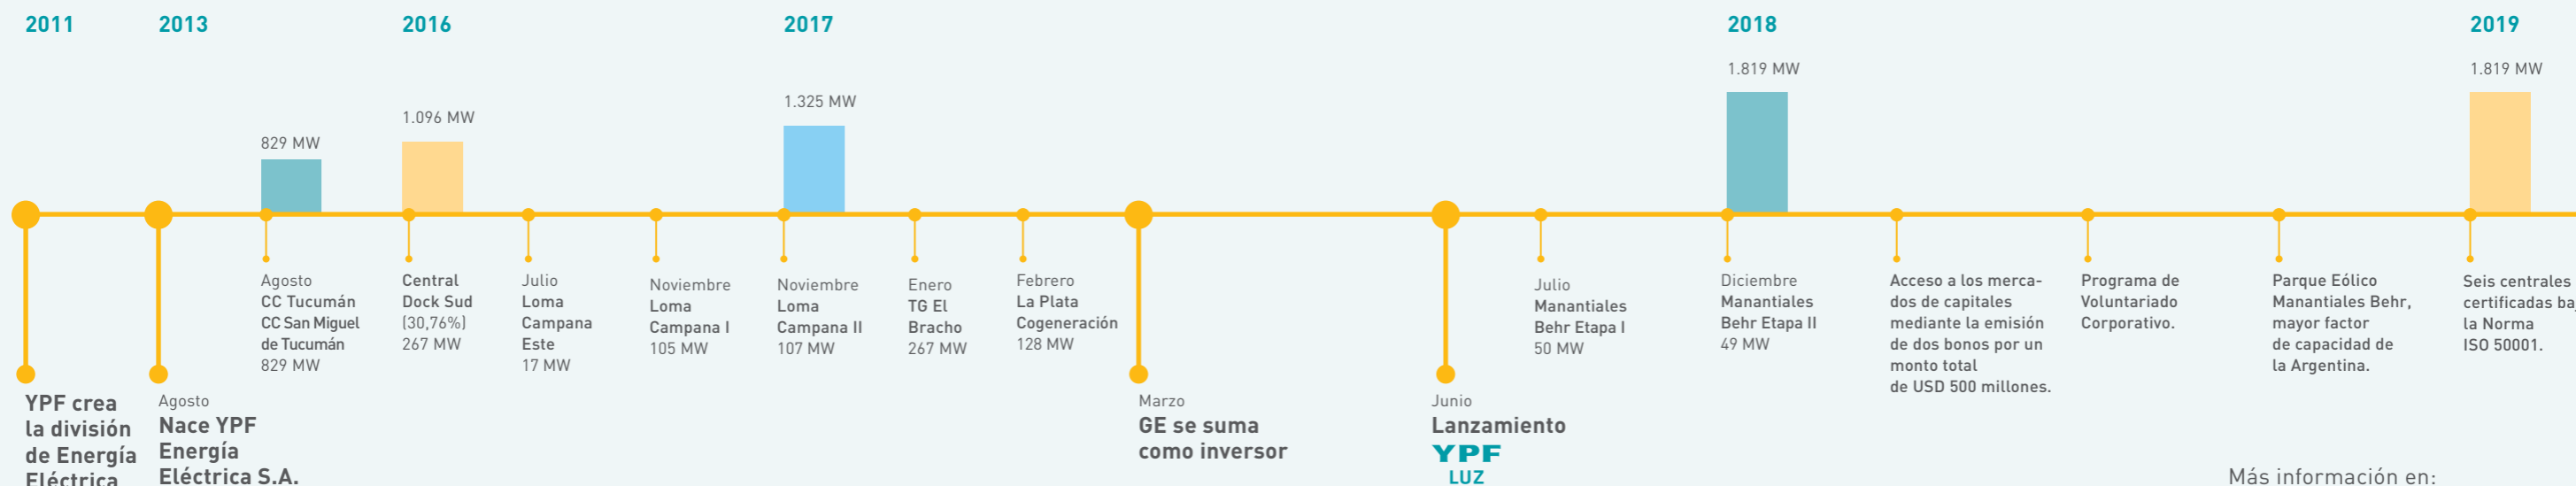 2011
2013
2016
2017
2018
2019
829 MW
1.096 MW
1.325 MW
1.819 MW
1.819 MW
YPF crea
la división
de Energía
Eléctrica
Agosto
Nace YPF
Energía
Eléctrica S.A.
Agosto
CC Tucumán
CC San Miguel
de Tucumán
829 MW
Central
Dock Sud
(30,76%)
267 MW
Julio
Loma
Campana
Este
17 MW
Noviembre
Loma
Campana I
105 MW
Noviembre
Loma
Campana II
107 MW
Enero
TG El
Bracho
267 MW
Febrero
La Plata
Cogeneración
128 MW
Marzo
GE se suma
como inversor
Junio
Lanzamiento
YPF
LUZ
Julio
Manantiales
Behr Etapa I
50 MW
Diciembre
Manantiales
Behr Etapa II
49 MW
Acceso a los merca-
dos de capitales
mediante la emisión
de dos bonos por un
monto total
de USD 500 millones.
Programa de
Voluntariado
Corporativo.
Parque Eólico
Manantiales Behr,
mayor factor
de capacidad de
la Argentina.
Seis centrales
certificadas
la Norma
ISO 50001.
Más información en: